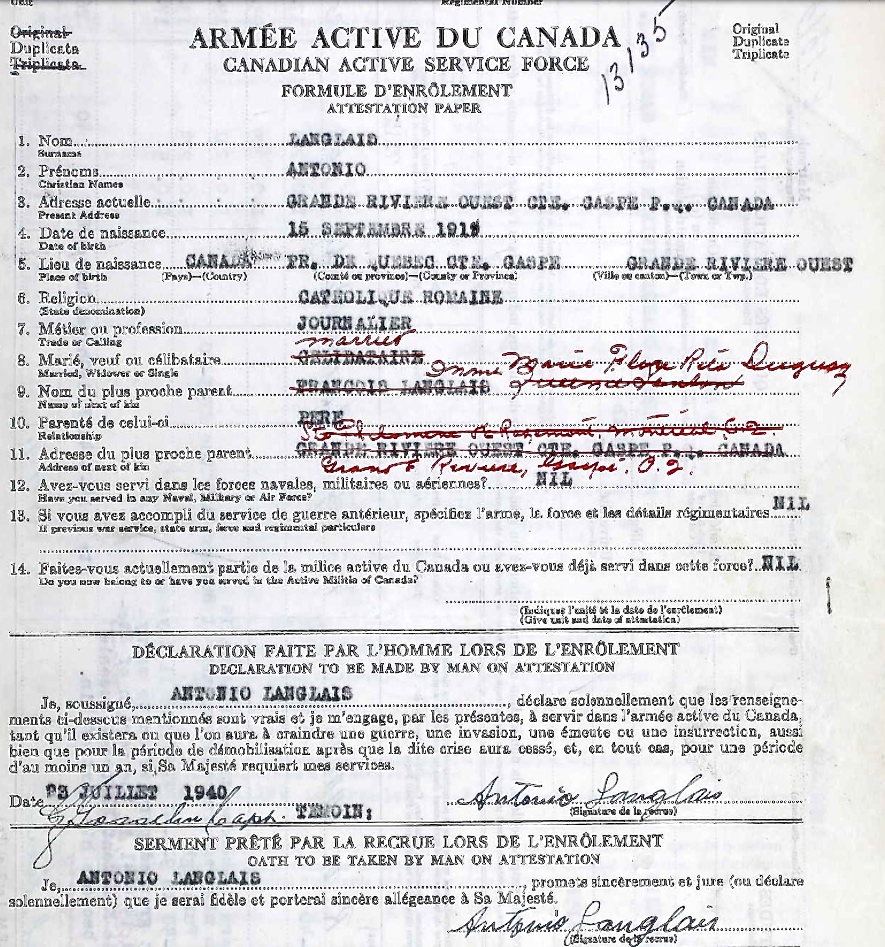 Regimental Number
Original
Duplicata
Triplicata
ARMÉE ACTIVE DU CANADA
CANADIAN ACTIVE SERVICE FORCE
13135
Original
Duplicate
Triplicate
FORMULE D'ENRÔLEMENT
ATTESTATION PAPER
1. Nom LANGLAIS
Surname
2. Prénoms ANTONIO
Christian Names
3. Adresse actuelle GRANDE RIVIERE OUEST CTE. GASPE P.Q. CANADA
Present Address
4. Date de naissance 15 SEPTEMBRE
Date of birth
5. Lieu de naissance CANADA PR. DE QUEBEC CTE. GASPE GRANDE RIVIERE OUEST
Place of birth (Pays)—(Country) (Comté ou province)—(County or Province) (Ville ou canton)—(Town or Twp.)
6. Religion CATHOLIQUE ROMAINE
(State denomination)
7. Métier ou profession JOURNALIER
Trade or Calling
married
8. Marié, veuf ou célibataire CELIBATAIRE
Married, Widower or Single
Marie Rita Duguay
9. Nom du plus proche parent FRANCOIS LANGLAIS
Name of next of kin
10. Parenté de celui-ci PERE
Relationship
Montreal
11. Adresse du plus proche parent GRANDE RIVIERE OUEST CTE. GASPE P.Q. CANADA
Address of next of kin
Grand Riviere, Gaspé.
12. Avez-vous servi dans les forces navales, militaires ou aériennes? NIL
Have you served in any Naval, Military or Air Force?
13. Si vous avez accompli du service de guerre antérieur, spécifiez l'arme, la force et les détails régimentaires NIL
If previous war service, state arm, force and regimental particulars
14. Faites-vous actuellement partie de la milice active du Canada ou avez-vous déjà servi dans cette force? NIL
Do you now belong to or have you served in the Active Militia of Canada?
(Indiquez l'unité et la date de l'enrôlement)
(Give unit and date of attestation)
DÉCLARATION FAITE PAR L'HOMME LORS DE L'ENRÔLEMENT
DECLARATION TO BE MADE BY MAN ON ATTESTATION
Je, soussigné, ANTONIO LANGLAIS, déclare solennellement que les renseigne-
ments ci-dessus mentionnés sont vrais et je m'engage, par les présentes, à servir dans l'armée active du Canada,
tant qu'il existera ou que l'on aura à craindre une guerre, une invasion, une émeute ou une insurrection, aussi
bien que pour la période de démobilisation après que la dite crise aura cessé, et, en tout cas, pour une période
d'au moins un an, si Sa Majesté requiert mes services.
Date 23 JUILLET 1940 Antonio Langlais
Capt. TEMOIN: (Signature de la recrue)
SERMENT PRÊTÉ PAR LA RECRUE LORS DE L'ENRÔLEMENT
OATH TO BE TAKEN BY MAN ON ATTESTATION
Je, ANTONIO LANGLAIS, promets sincèrement et jure (ou déclare
solennellement) que je serai fidèle et porterai sincère allégeance à Sa Majesté.
Antonio Langlais
(Signature de la recrue)